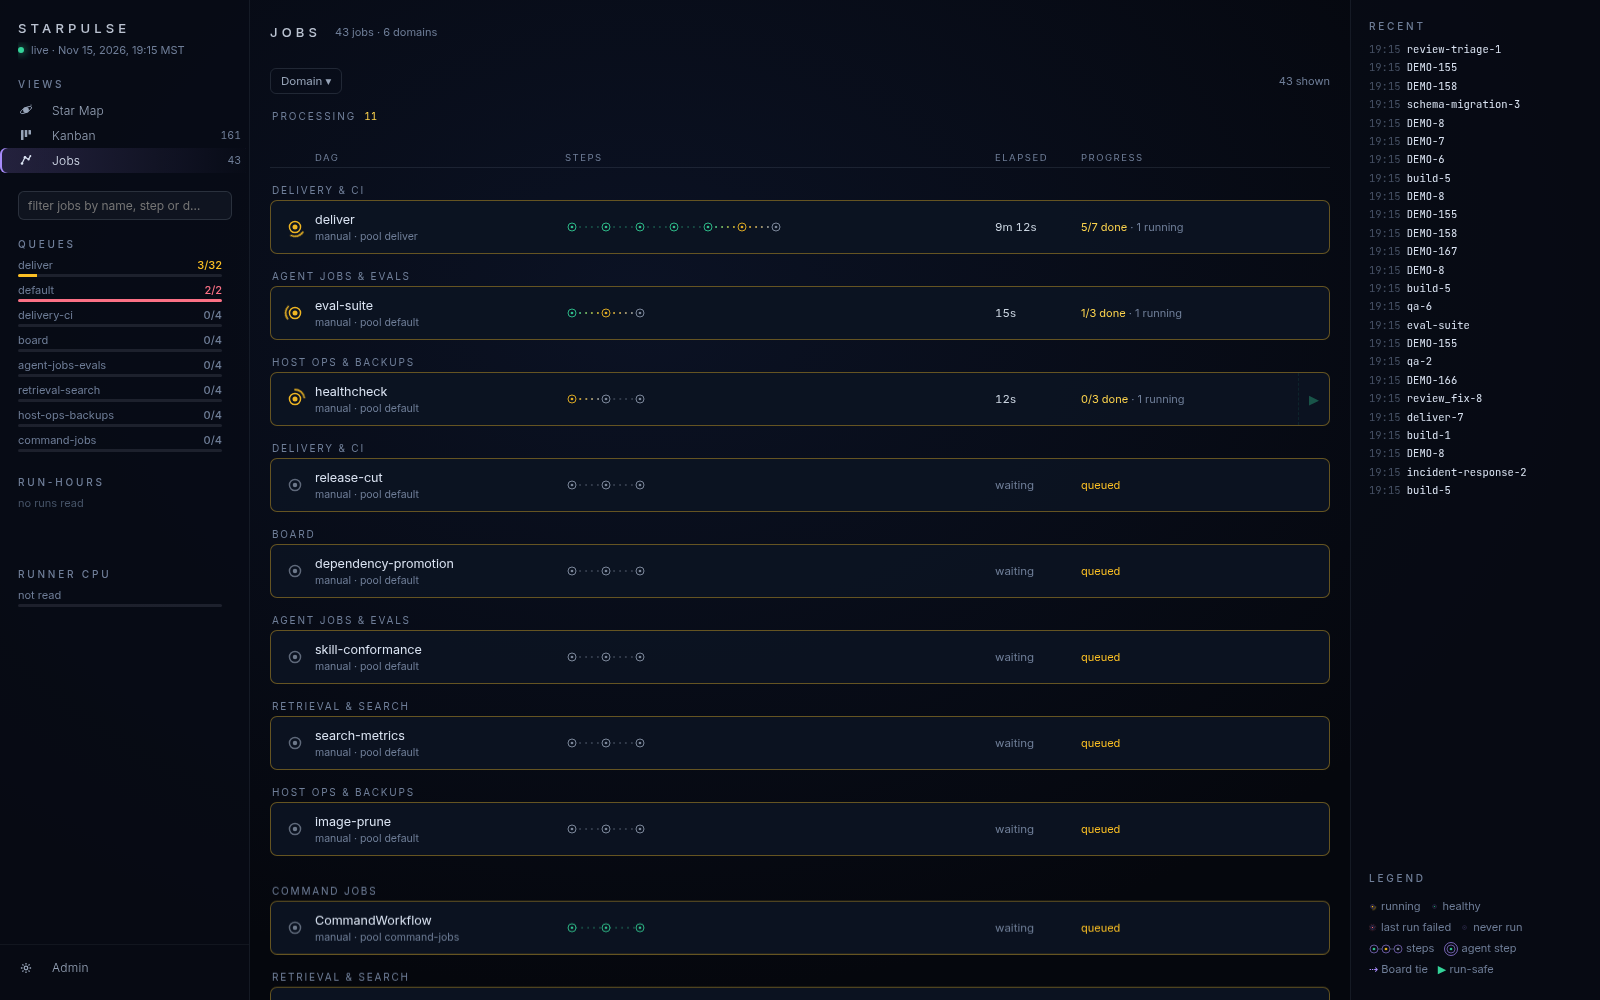 STARPULSE
live · Nov 15, 2026, 19:15 MST
VIEWS
Star Map
Kanban 161
Jobs 43
filter jobs by name, step or d...
QUEUES
deliver 3/32
default 2/2
delivery-ci 0/4
board 0/4
agent-jobs-evals 0/4
retrieval-search 0/4
host-ops-backups 0/4
command-jobs 0/4
RUN-HOURS
no runs read
RUNNER CPU
not read
Admin
JOBS 43 jobs · 6 domains
Domain ▾ 43 shown
PROCESSING 11
DAG STEPS ELAPSED PROGRESS
DELIVERY & CI
deliver
manual · pool deliver
9m 12s 5/7 done · 1 running
AGENT JOBS & EVALS
eval-suite
manual · pool default
15s 1/3 done · 1 running
HOST OPS & BACKUPS
healthcheck
manual · pool default
12s 0/3 done · 1 running
DELIVERY & CI
release-cut
manual · pool default
waiting queued
BOARD
dependency-promotion
manual · pool default
waiting queued
AGENT JOBS & EVALS
skill-conformance
manual · pool default
waiting queued
RETRIEVAL & SEARCH
search-metrics
manual · pool default
waiting queued
HOST OPS & BACKUPS
image-prune
manual · pool default
waiting queued
COMMAND JOBS
CommandWorkflow
manual · pool command-jobs
waiting queued
RETRIEVAL & SEARCH
RECENT
19:15 review-triage-1
19:15 DEMO-155
19:15 DEMO-158
19:15 schema-migration-3
19:15 DEMO-8
19:15 DEMO-7
19:15 DEMO-6
19:15 build-5
19:15 DEMO-8
19:15 DEMO-155
19:15 DEMO-158
19:15 DEMO-167
19:15 DEMO-8
19:15 build-5
19:15 qa-6
19:15 eval-suite
19:15 DEMO-155
19:15 qa-2
19:15 DEMO-166
19:15 review_fix-8
19:15 deliver-7
19:15 build-1
19:15 DEMO-8
19:15 incident-response-2
19:15 build-5
LEGEND
running healthy
last run failed never run
steps agent step
Board tie run-safe